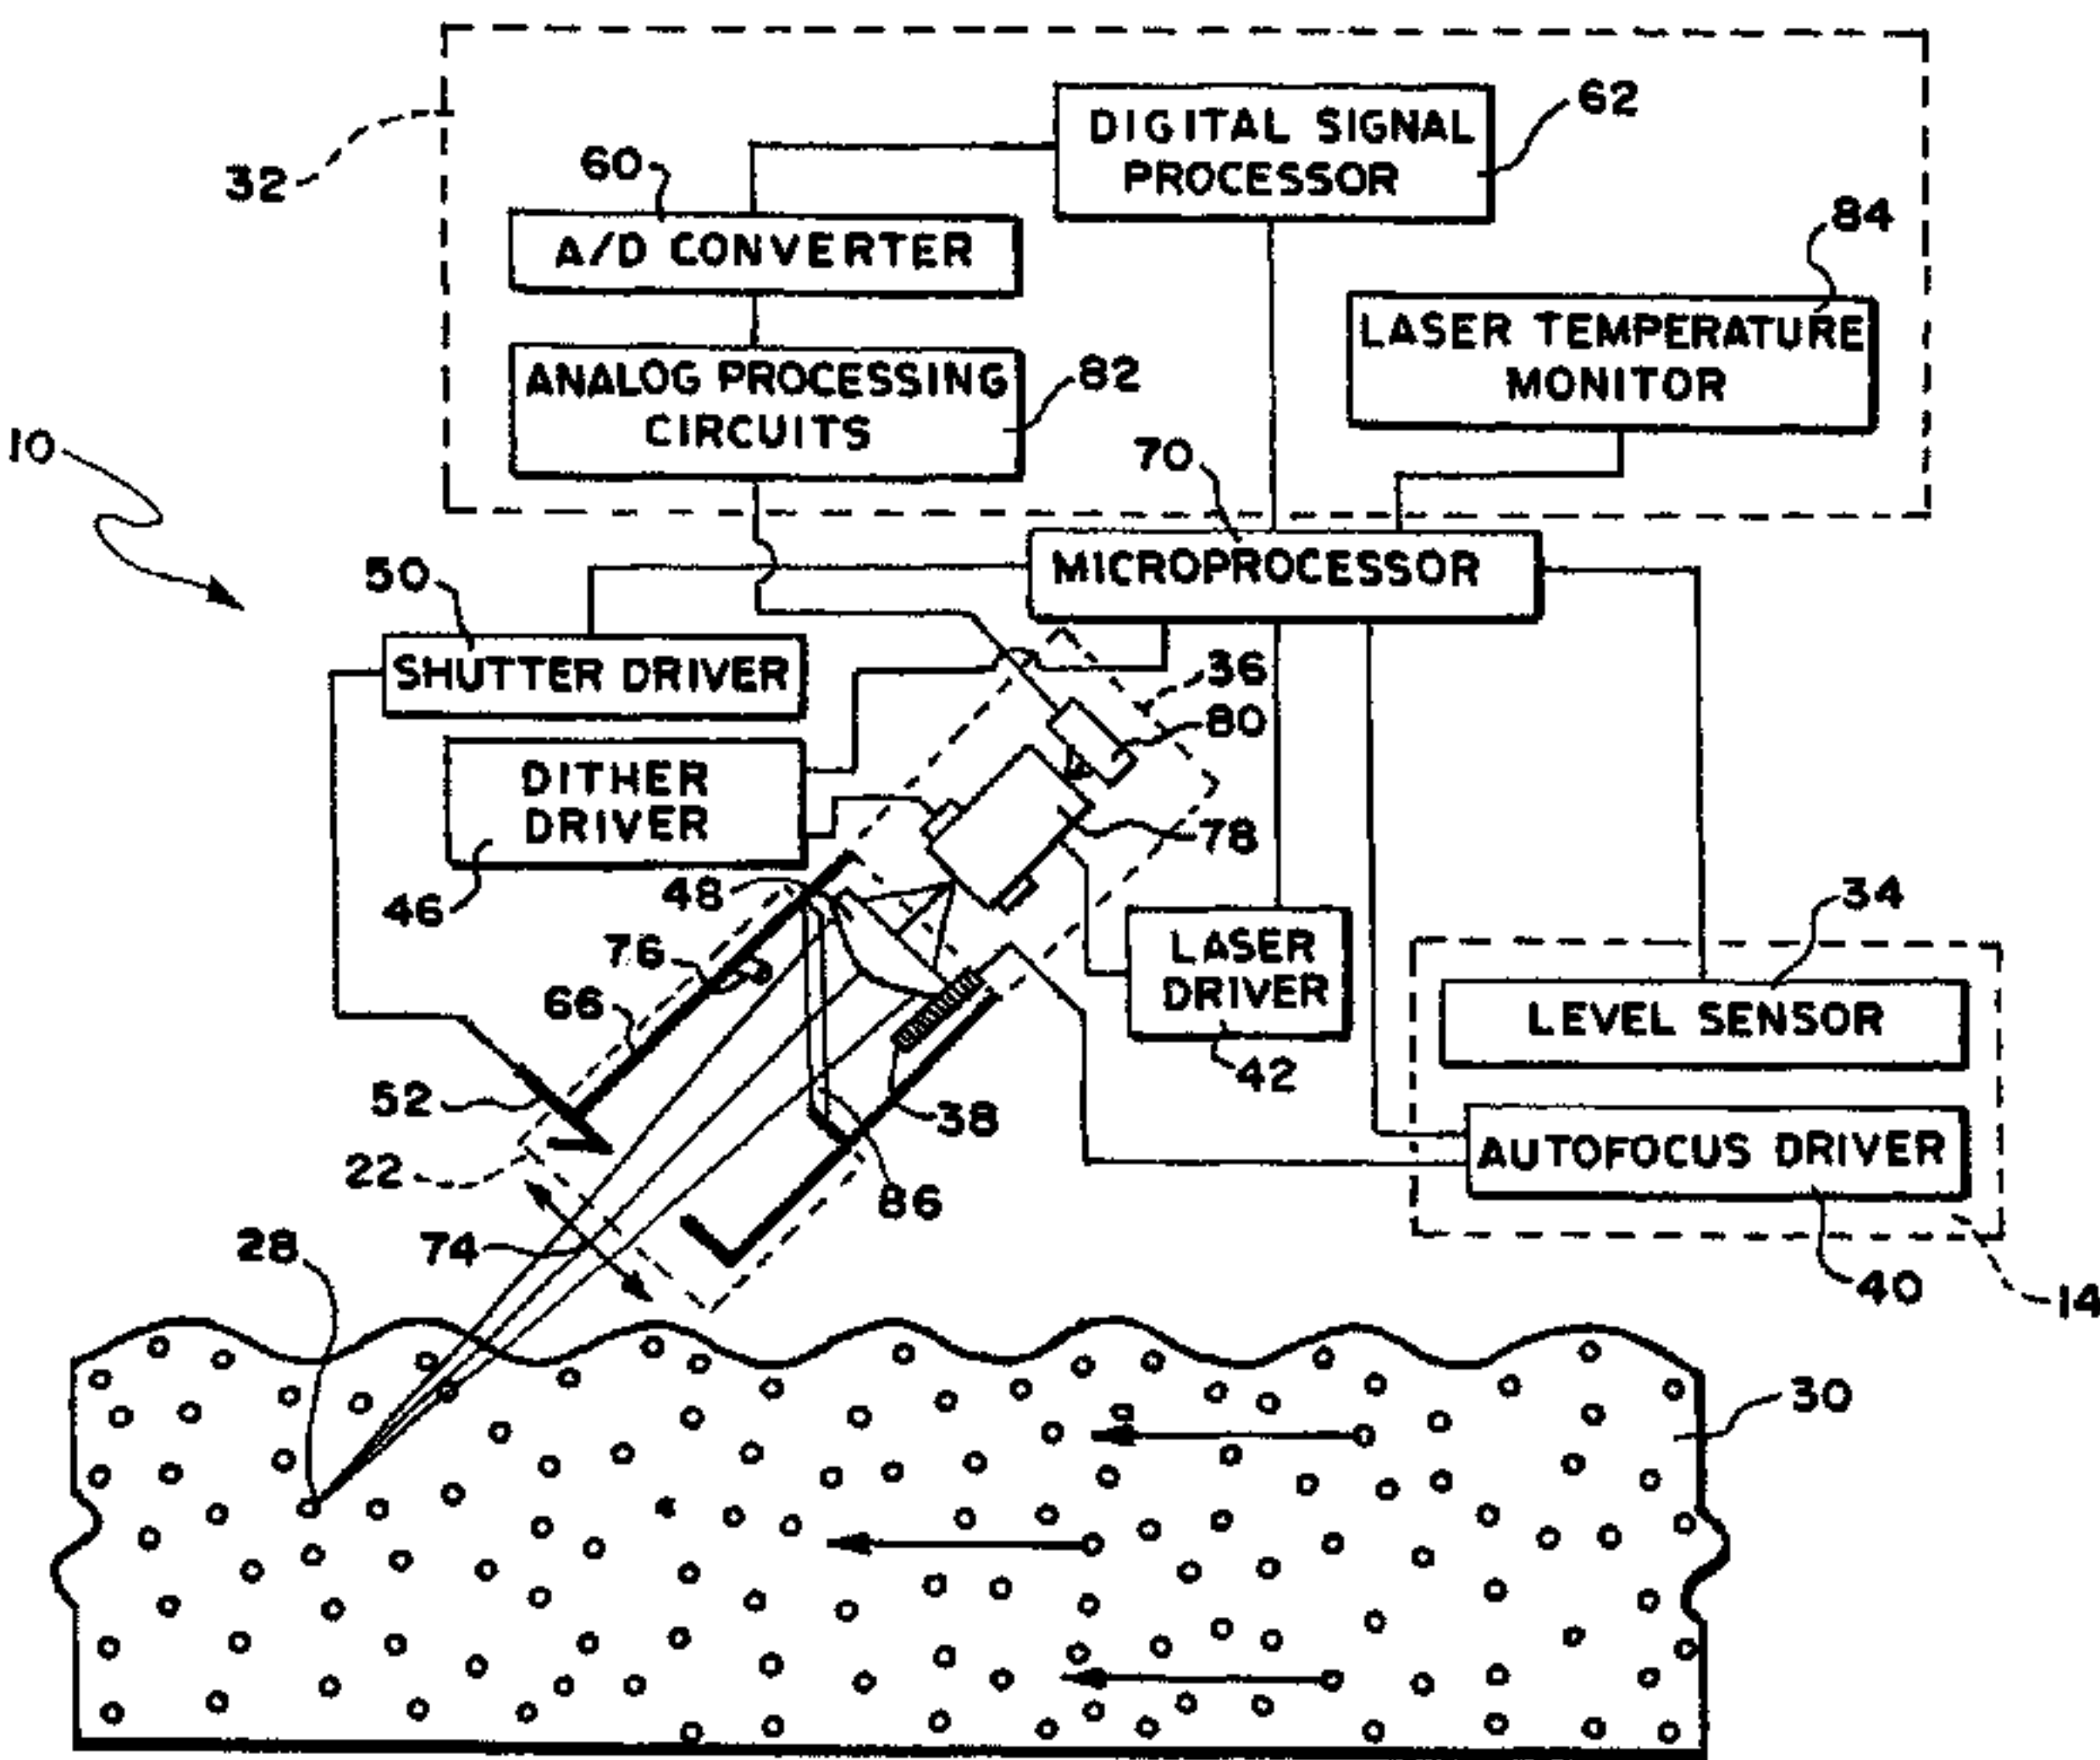 62
DIGITAL SIGNAL
PROCESSOR
32
60
A/D CONVERTER
84
LASER TEMPERATURE
MONITOR
ANALOG PROCESSING
CIRCUITS
82
10
70
MICROPROCESSOR
50
SHUTTER DRIVER
36
80
DITHER
DRIVER
78
46
48
76
66
LASER
DRIVER
42
34
LEVEL SENSOR
52
38
22
86
AUTOFOCUS DRIVER
74
28
40
14
30